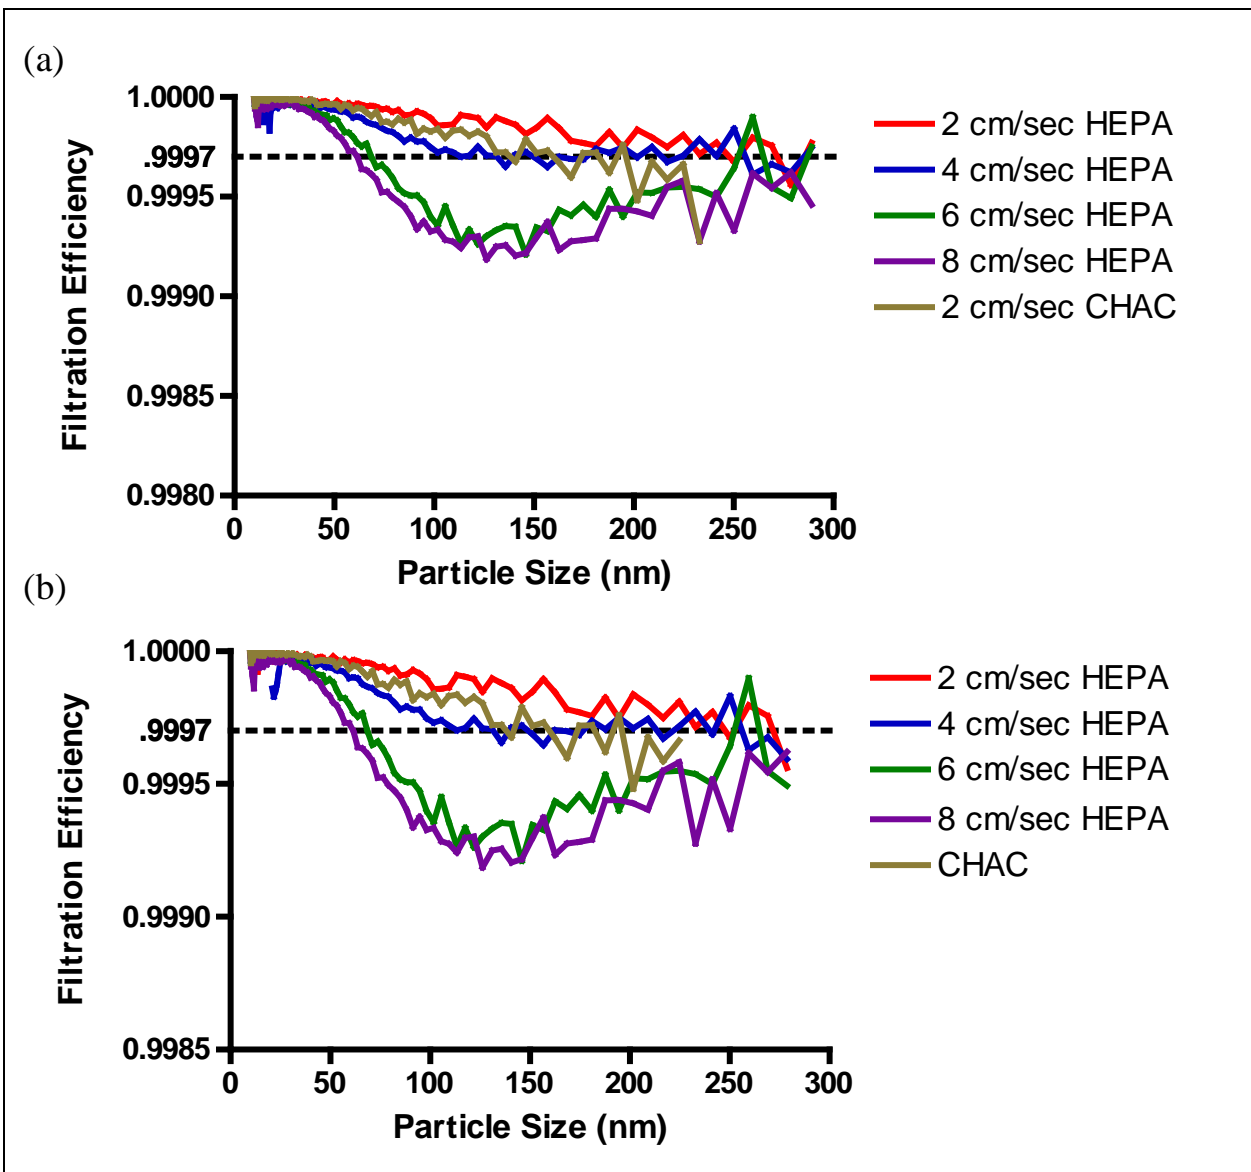 (a)
Filtration Efficiency
1.0000
.9997
0.9995
0.9990
0.9985
0.9980
0 50 100 150 200 250 300
Particle Size (nm)
2 cm/sec HEPA
4 cm/sec HEPA
6 cm/sec HEPA
8 cm/sec HEPA
2 cm/sec CHAC
(b)
Filtration Efficiency
1.0000
.9997
0.9995
0.9990
0.9985
0 50 100 150 200 250 300
Particle Size (nm)
2 cm/sec HEPA
4 cm/sec HEPA
6 cm/sec HEPA
8 cm/sec HEPA
CHAC